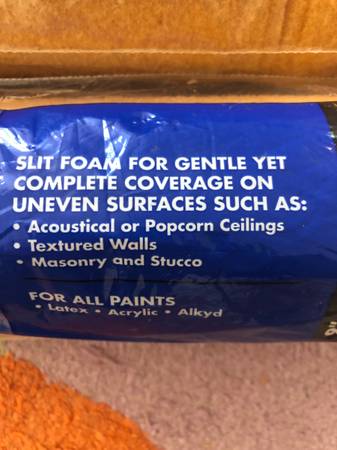 SLIT FOAM FOR GENTLE YET
COMPLETE COVERAGE ON
UNEVEN SURFACES SUCH AS:
• Acoustical or Popcorn Ceilings
• Textured Walls
• Masonry and Stucco
FOR ALL PAINTS
• Latex • Acrylic • Alkyd
9"